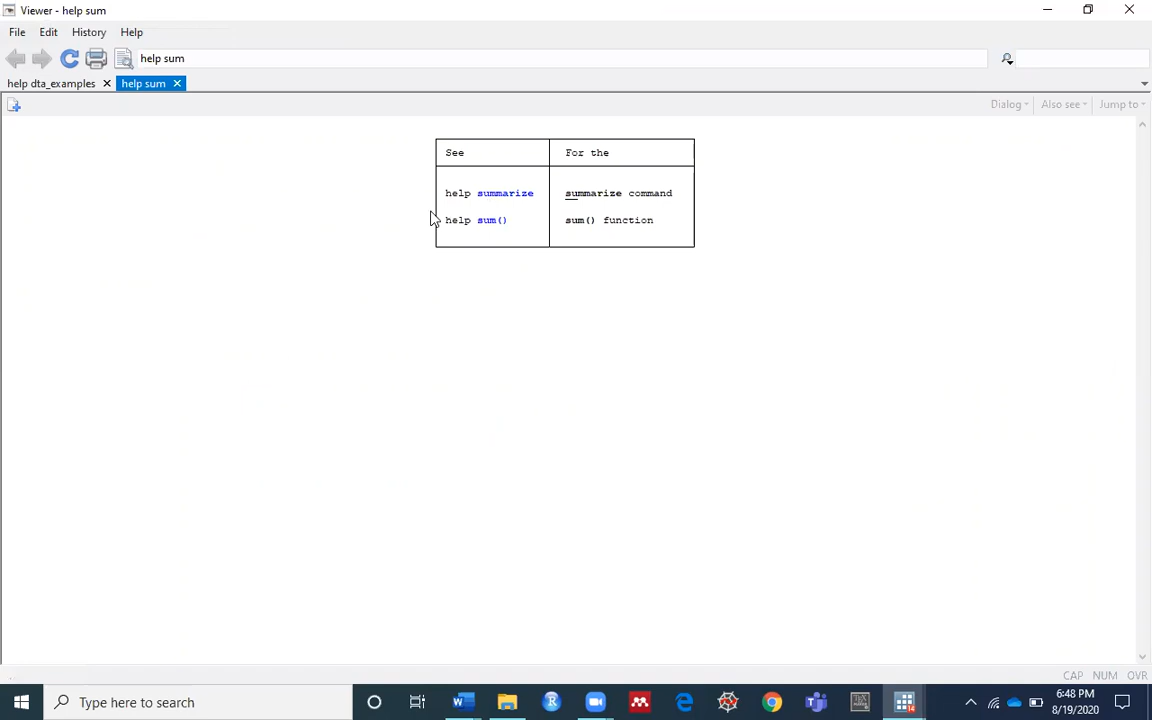 Viewer - help sum
File Edit History Help
help sum
help dta_examples help sum
Dialog Also see Jump to
See For the
help summarize summarize command
help sum() sum() function
CAP NUM OVR
Type here to search
6:48 PM
8/19/2020